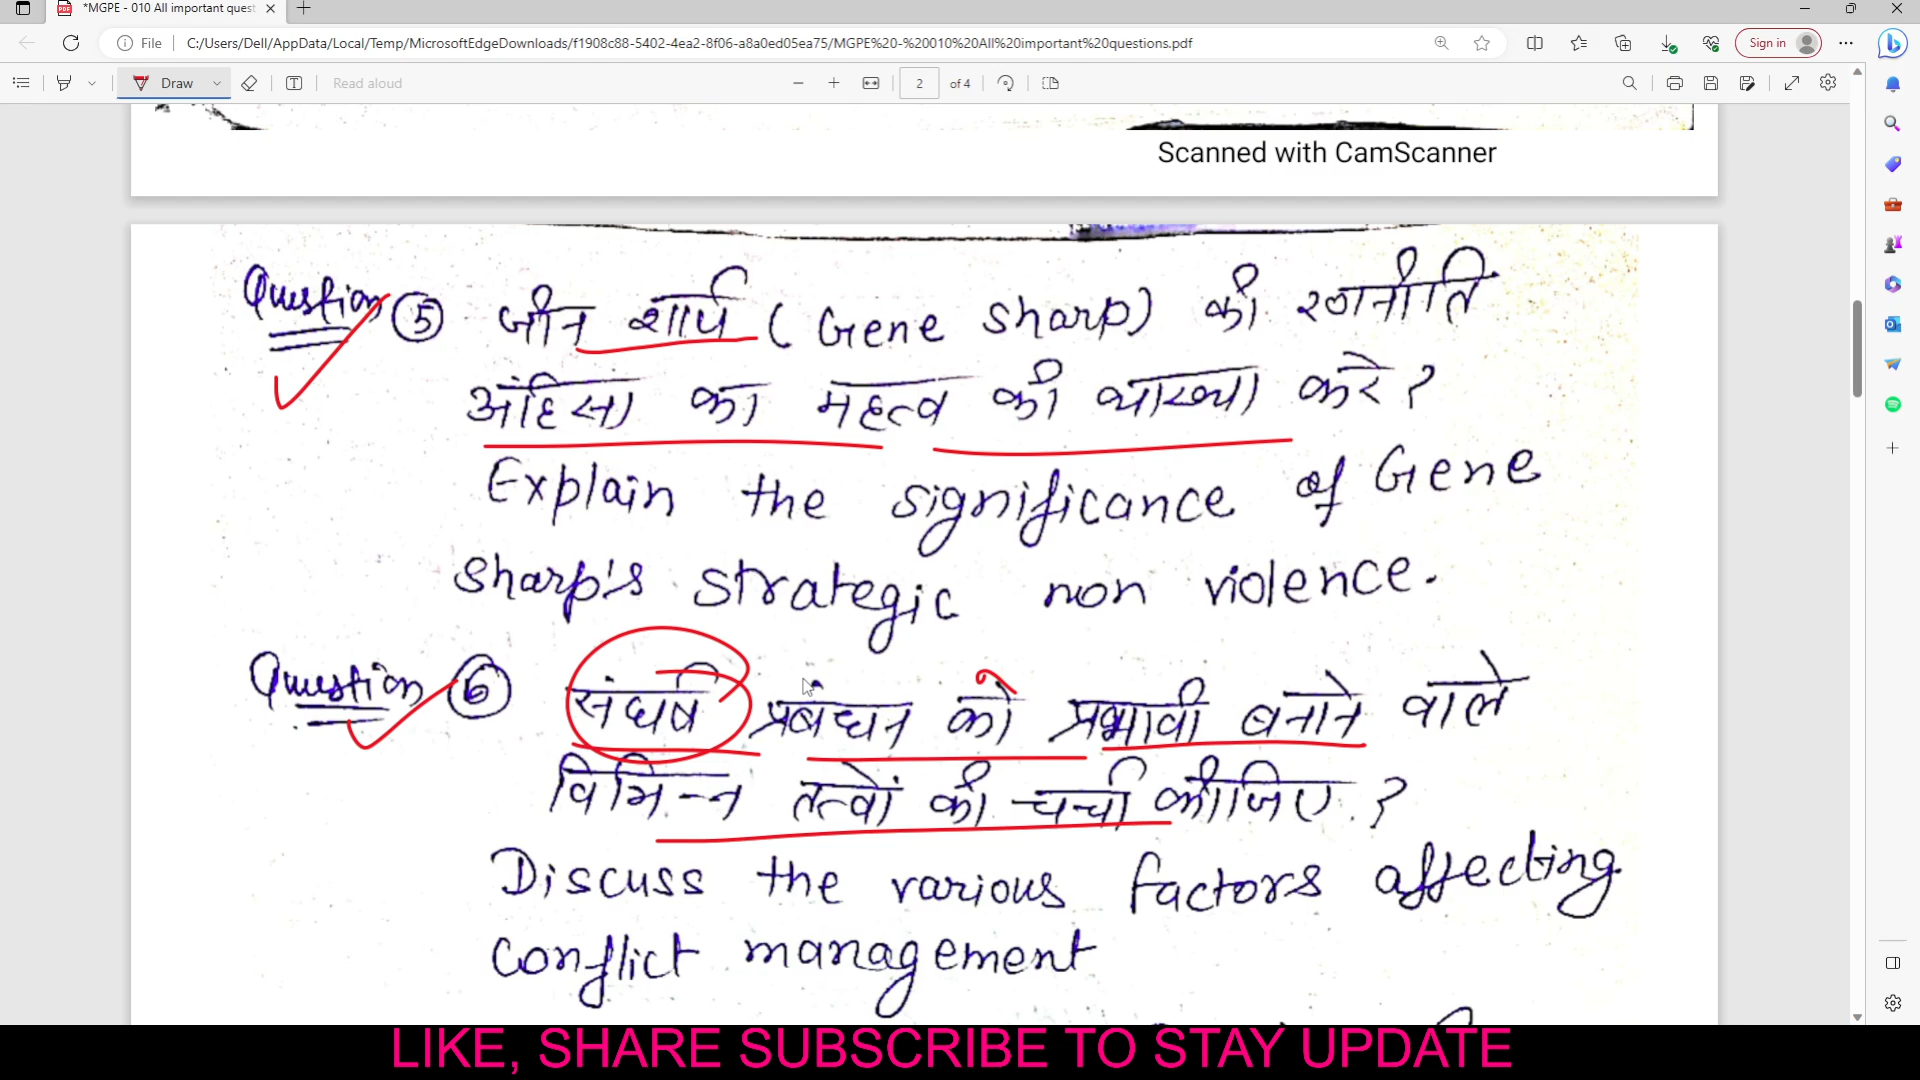 *MGPE - 010 All important quest
File C:/Users/Dell/AppData/Local/Temp/MicrosoftEdgeDownloads/f1908c88-5402-4ea2-8f06-a8a0ed05ea75/MGPE%20-%20010%20All%20important%20questions.pdf Sign in
Draw Read aloud 2 of 4
Scanned with CamScanner
Question ⑤ जीन शार्प (Gene Sharp) की रणनीति
अहिंसा का महत्व की व्याख्या करे ?
Explain the significance of Gene
Sharp's strategic non violence.
Question ⑥ संघर्ष प्रबंधन को प्रभावी बनाने वाले
विभिन्न तत्वों की चर्चा कीजिए ?
Discuss the various factors affecting
conflict management
LIKE, SHARE SUBSCRIBE TO STAY UPDATE